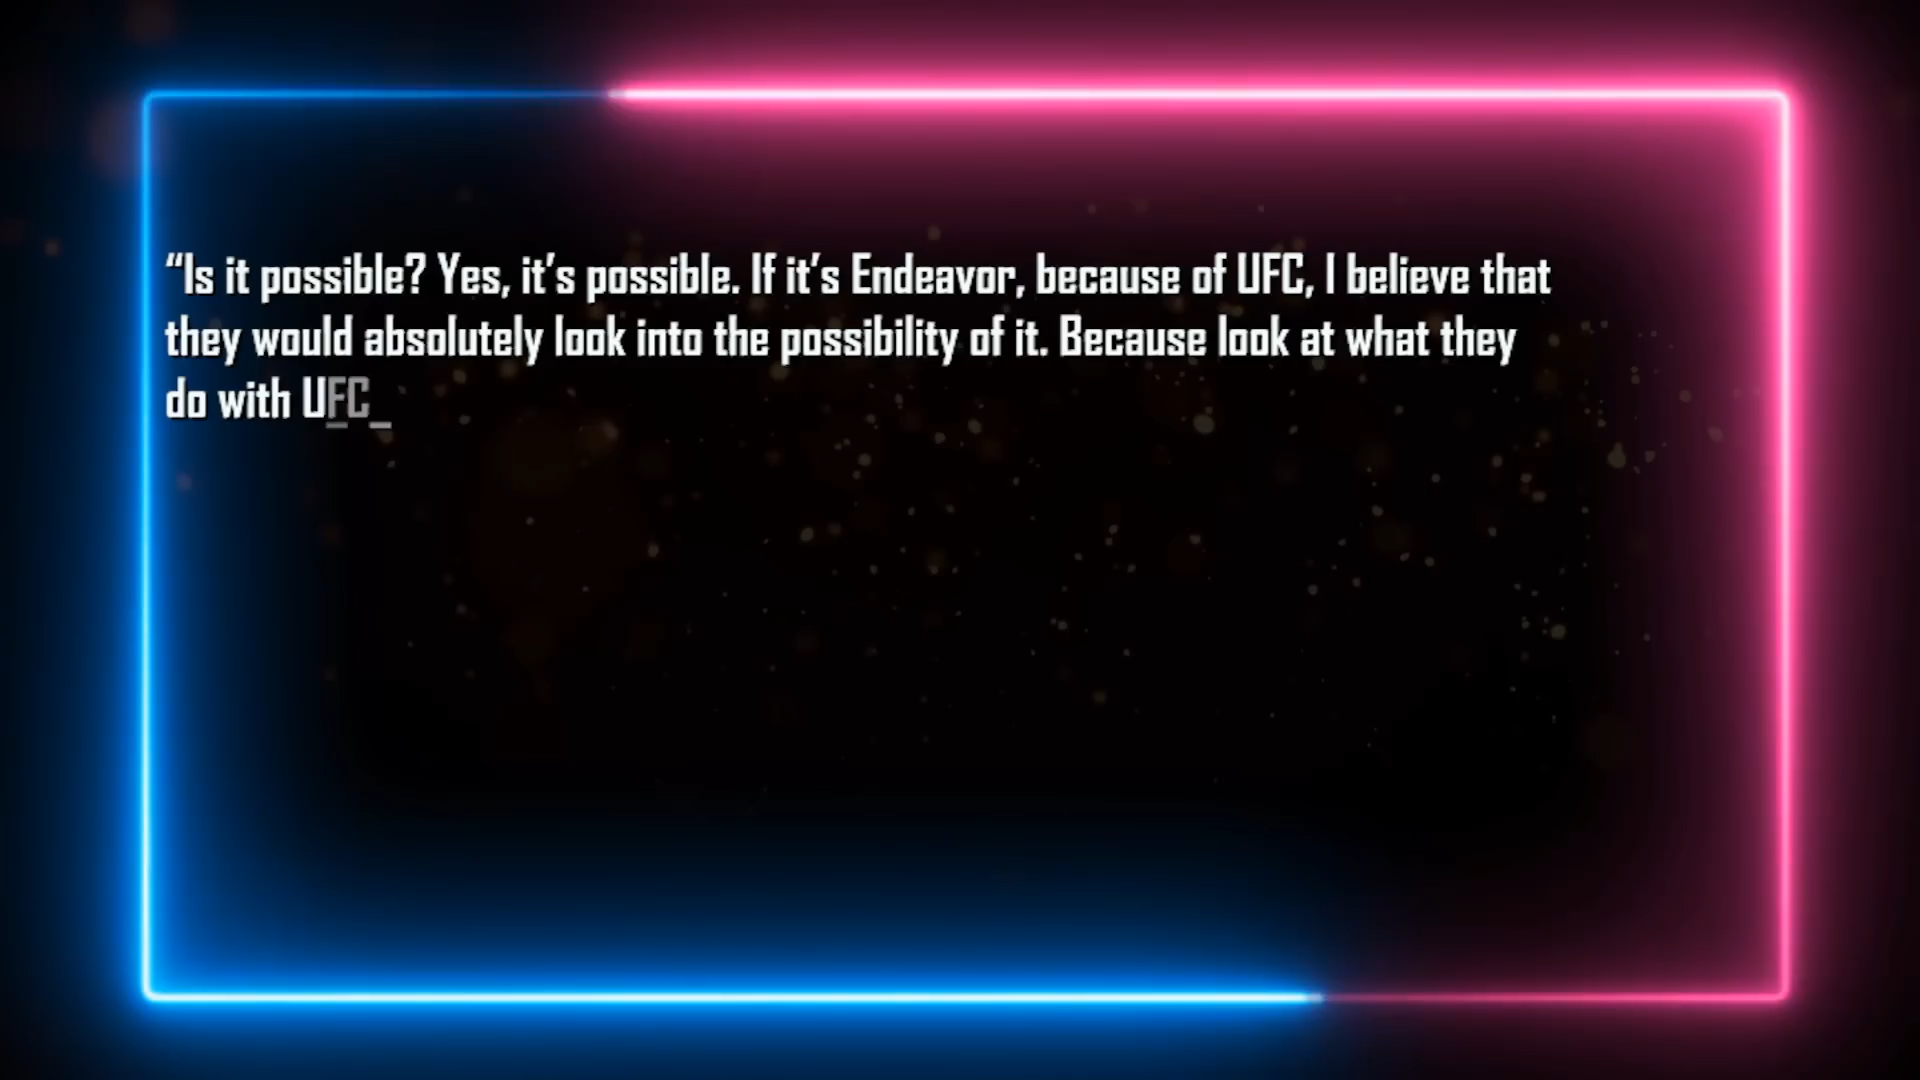 “Is it possible? Yes, it’s possible. If it’s Endeavor, because of UFC, I believe that
they would absolutely look into the possibility of it. Because look at what they
do with UFC_